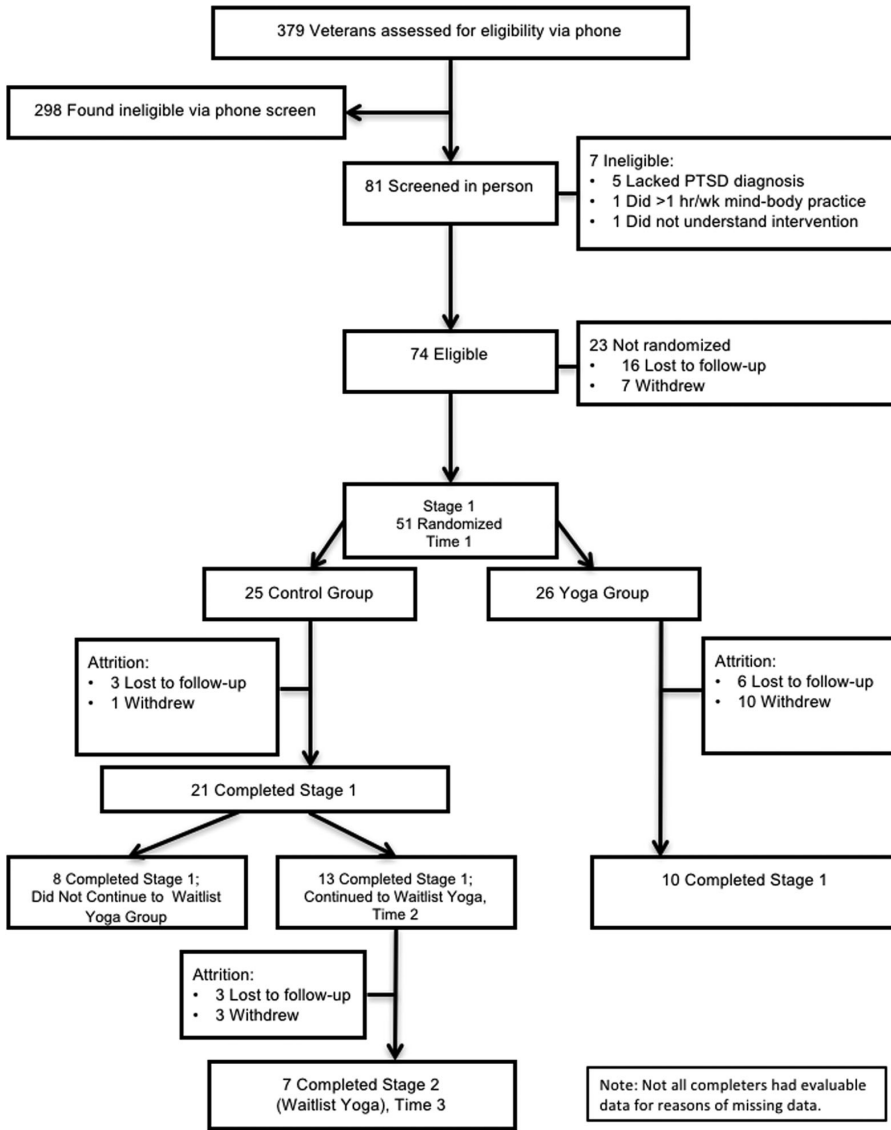 379 Veterans assessed for eligibility via phone
298 Found ineligible via phone screen
81 Screened in person
7 Ineligible:
• 5 Lacked PTSD diagnosis
• 1 Did >1 hr/wk mind-body practice
• 1 Did not understand intervention
74 Eligible
23 Not randomized
• 16 Lost to follow-up
• 7 Withdrew
Stage 1
51 Randomized
Time 1
25 Control Group
26 Yoga Group
Attrition:
• 3 Lost to follow-up
• 1 Withdrew
Attrition:
• 6 Lost to follow-up
• 10 Withdrew
21 Completed Stage 1
8 Completed Stage 1;
Did Not Continue to Waitlist
Yoga Group
13 Completed Stage 1;
Continued to Waitlist Yoga,
Time 2
10 Completed Stage 1
Attrition:
• 3 Lost to follow-up
• 3 Withdrew
7 Completed Stage 2
(Waitlist Yoga), Time 3
Note: Not all completers had evaluable
data for reasons of missing data.